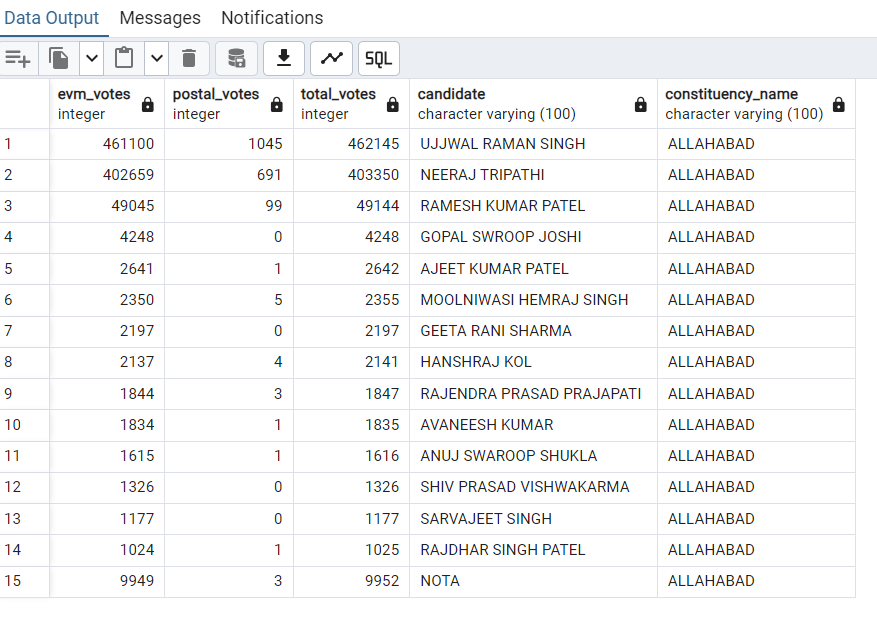 Data Output Messages Notifications
SQL
evm_votes postal_votes total_votes candidate constituency_name
integer integer integer character varying (100) character varying (100)
1 461100 1045 462145 UJJWAL RAMAN SINGH ALLAHABAD
2 402659 691 403350 NEERAJ TRIPATHI ALLAHABAD
3 49045 99 49144 RAMESH KUMAR PATEL ALLAHABAD
4 4248 0 4248 GOPAL SWROOP JOSHI ALLAHABAD
5 2641 1 2642 AJEET KUMAR PATEL ALLAHABAD
6 2350 5 2355 MOOLNIWASI HEMRAJ SINGH ALLAHABAD
7 2197 0 2197 GEETA RANI SHARMA ALLAHABAD
8 2137 4 2141 HANSHRAJ KOL ALLAHABAD
9 1844 3 1847 RAJENDRA PRASAD PRAJAPATI ALLAHABAD
10 1834 1 1835 AVANEESH KUMAR ALLAHABAD
11 1615 1 1616 ANUJ SWAROOP SHUKLA ALLAHABAD
12 1326 0 1326 SHIV PRASAD VISHWAKARMA ALLAHABAD
13 1177 0 1177 SARVAJEET SINGH ALLAHABAD
14 1024 1 1025 RAJDHAR SINGH PATEL ALLAHABAD
15 9949 3 9952 NOTA ALLAHABAD